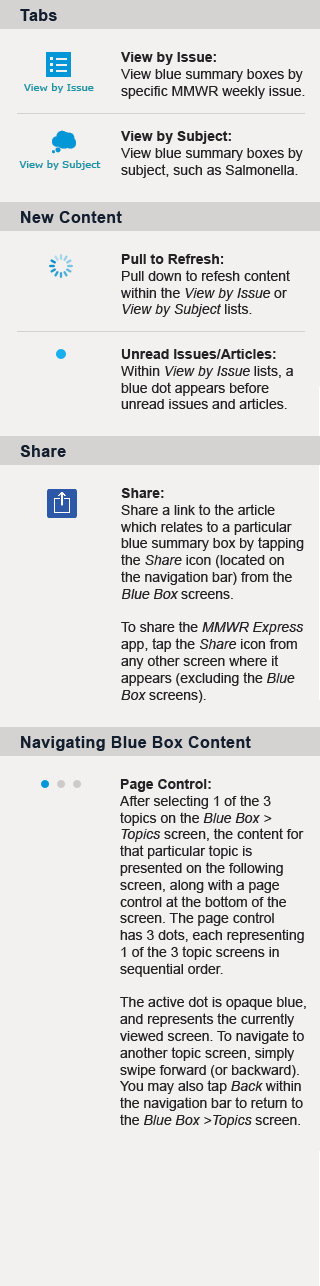 Tabs
View by Issue
View by Issue:
View blue summary boxes by
specific MMWR weekly issue.
View by Subject
View by Subject:
View blue summary boxes by
subject, such as Salmonella.
New Content
Pull to Refresh:
Pull down to refesh content
within the View by Issue or
View by Subject lists.
Unread Issues/Articles:
Within View by Issue lists, a
blue dot appears before
unread issues and articles.
Share
Share:
Share a link to the article
which relates to a particular
blue summary box by tapping
the Share icon (located on
the navigation bar) from the
Blue Box screens.
To share the MMWR Express
app, tap the Share icon from
any other screen where it
appears (excluding the Blue
Box screens).
Navigating Blue Box Content
Page Control:
After selecting 1 of the 3
topics on the Blue Box >
Topics screen, the content for
that particular topic is
presented on the following
screen, along with a page
control at the bottom of the
screen. The page control
has 3 dots, each representing
1 of the 3 topic screens in
sequential order.
The active dot is opaque blue,
and represents the currently
viewed screen. To navigate to
another topic screen, simply
swipe forward (or backward).
You may also tap Back within
the navigation bar to return to
the Blue Box >Topics screen.